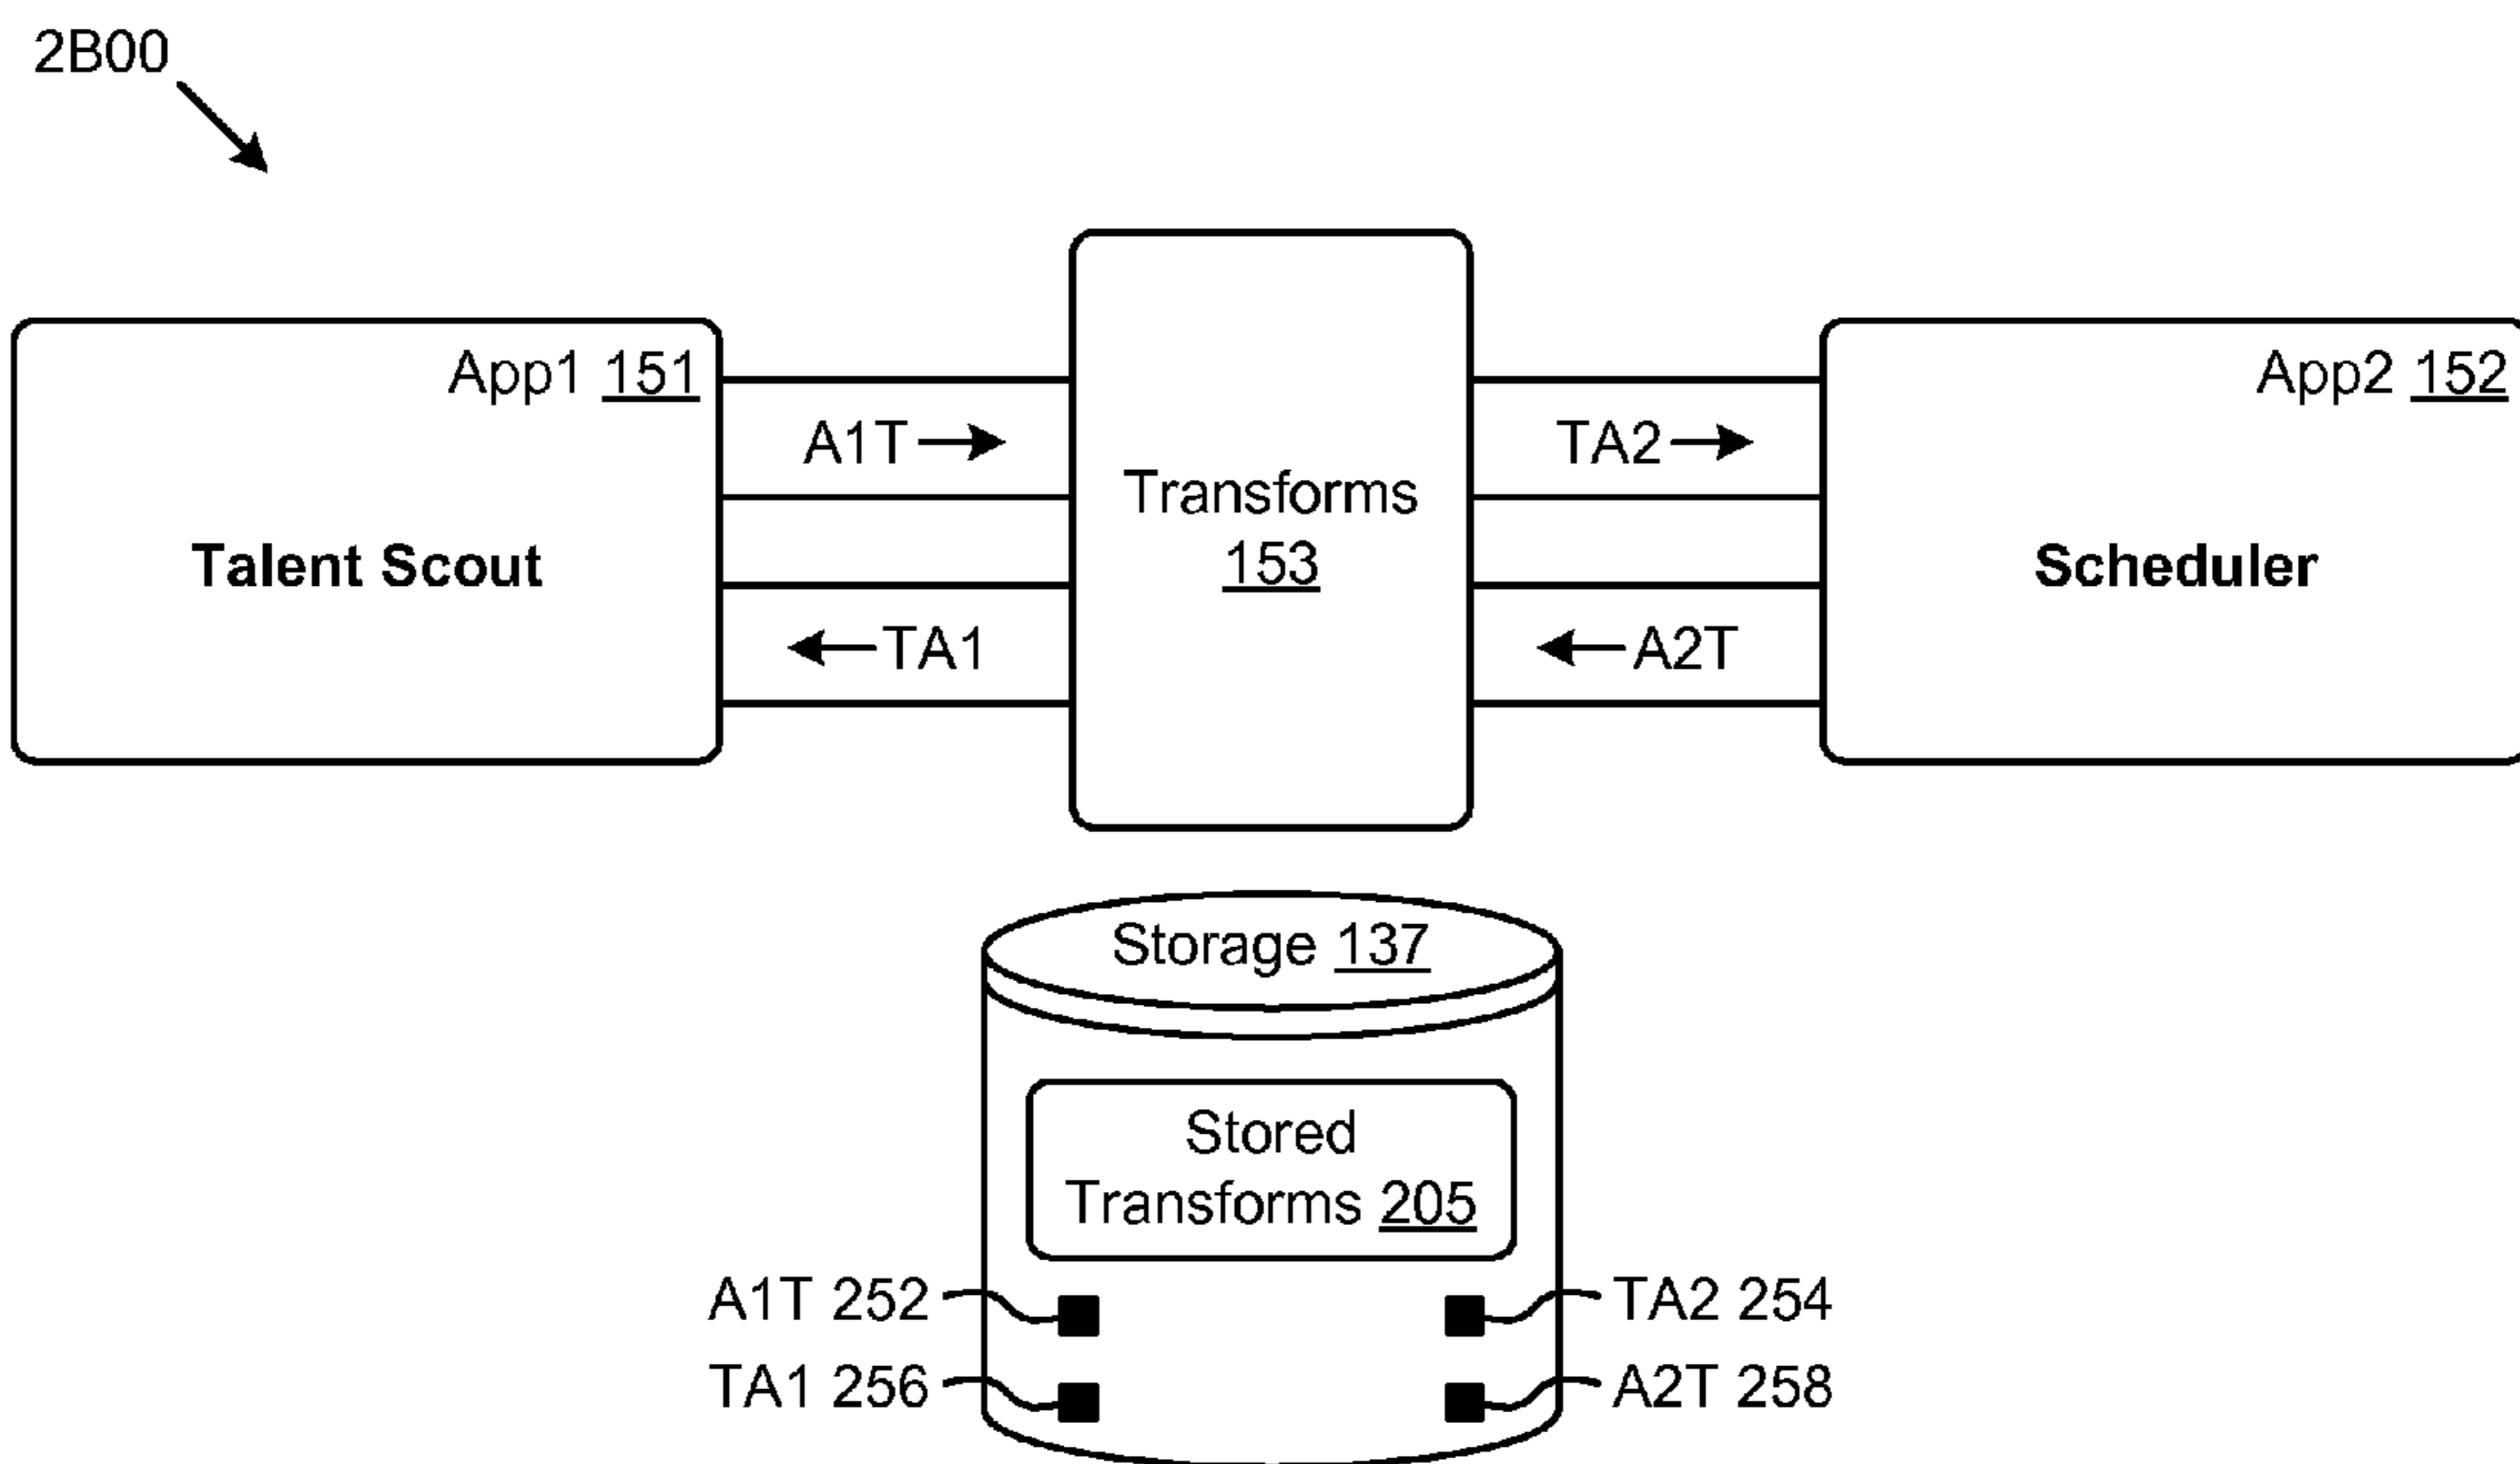 2B00
App1 151
Talent Scout
A1T
TA1
Transforms
153
TA2
A2T
App2 152
Scheduler
Storage 137
Stored
Transforms 205
A1T 252
TA1 256
TA2 254
A2T 258